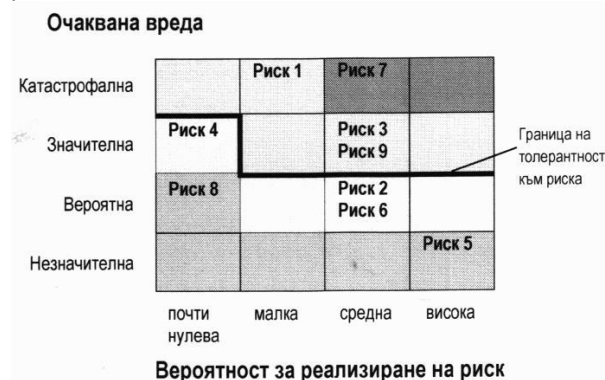 Очаквана вреда
Катастрофална
Риск 1
Риск 7
Значителна
Риск 4
Риск 3
Риск 9
Граница на
толерантност
към риска
Вероятна
Риск 8
Риск 2
Риск 6
Незначителна
Риск 5
почти
нулева
малка
средна
висока
Вероятност за реализиране на риск